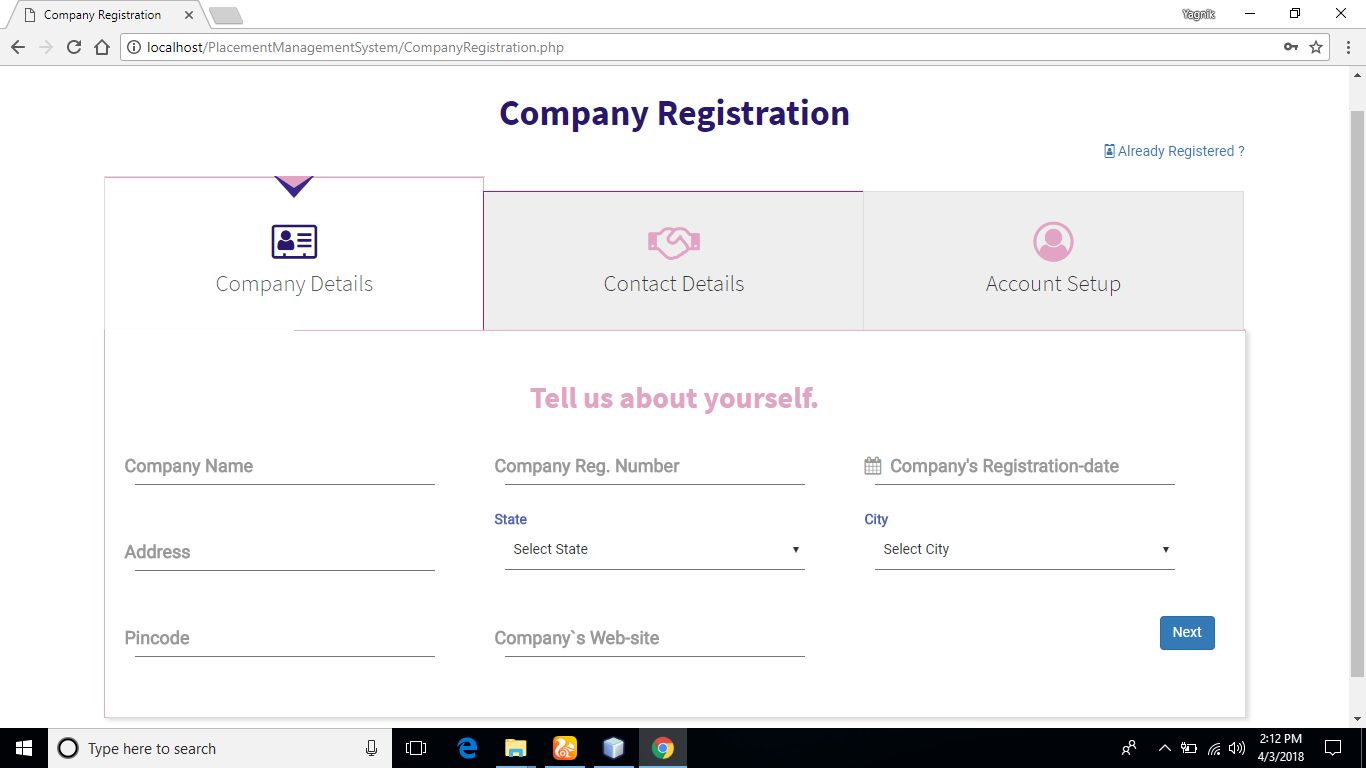 Company Registration
Yagnik
localhost/PlacementManagementSystem/CompanyRegistration.php
Company Registration
Already Registered ?
Company Details
Contact Details
Account Setup
Tell us about yourself.
Company Name
Company Reg. Number
Company's Registration-date
Address
State
Select State
City
Select City
Pincode
Company`s Web-site
Next
Type here to search
2:12 PM
4/3/2018